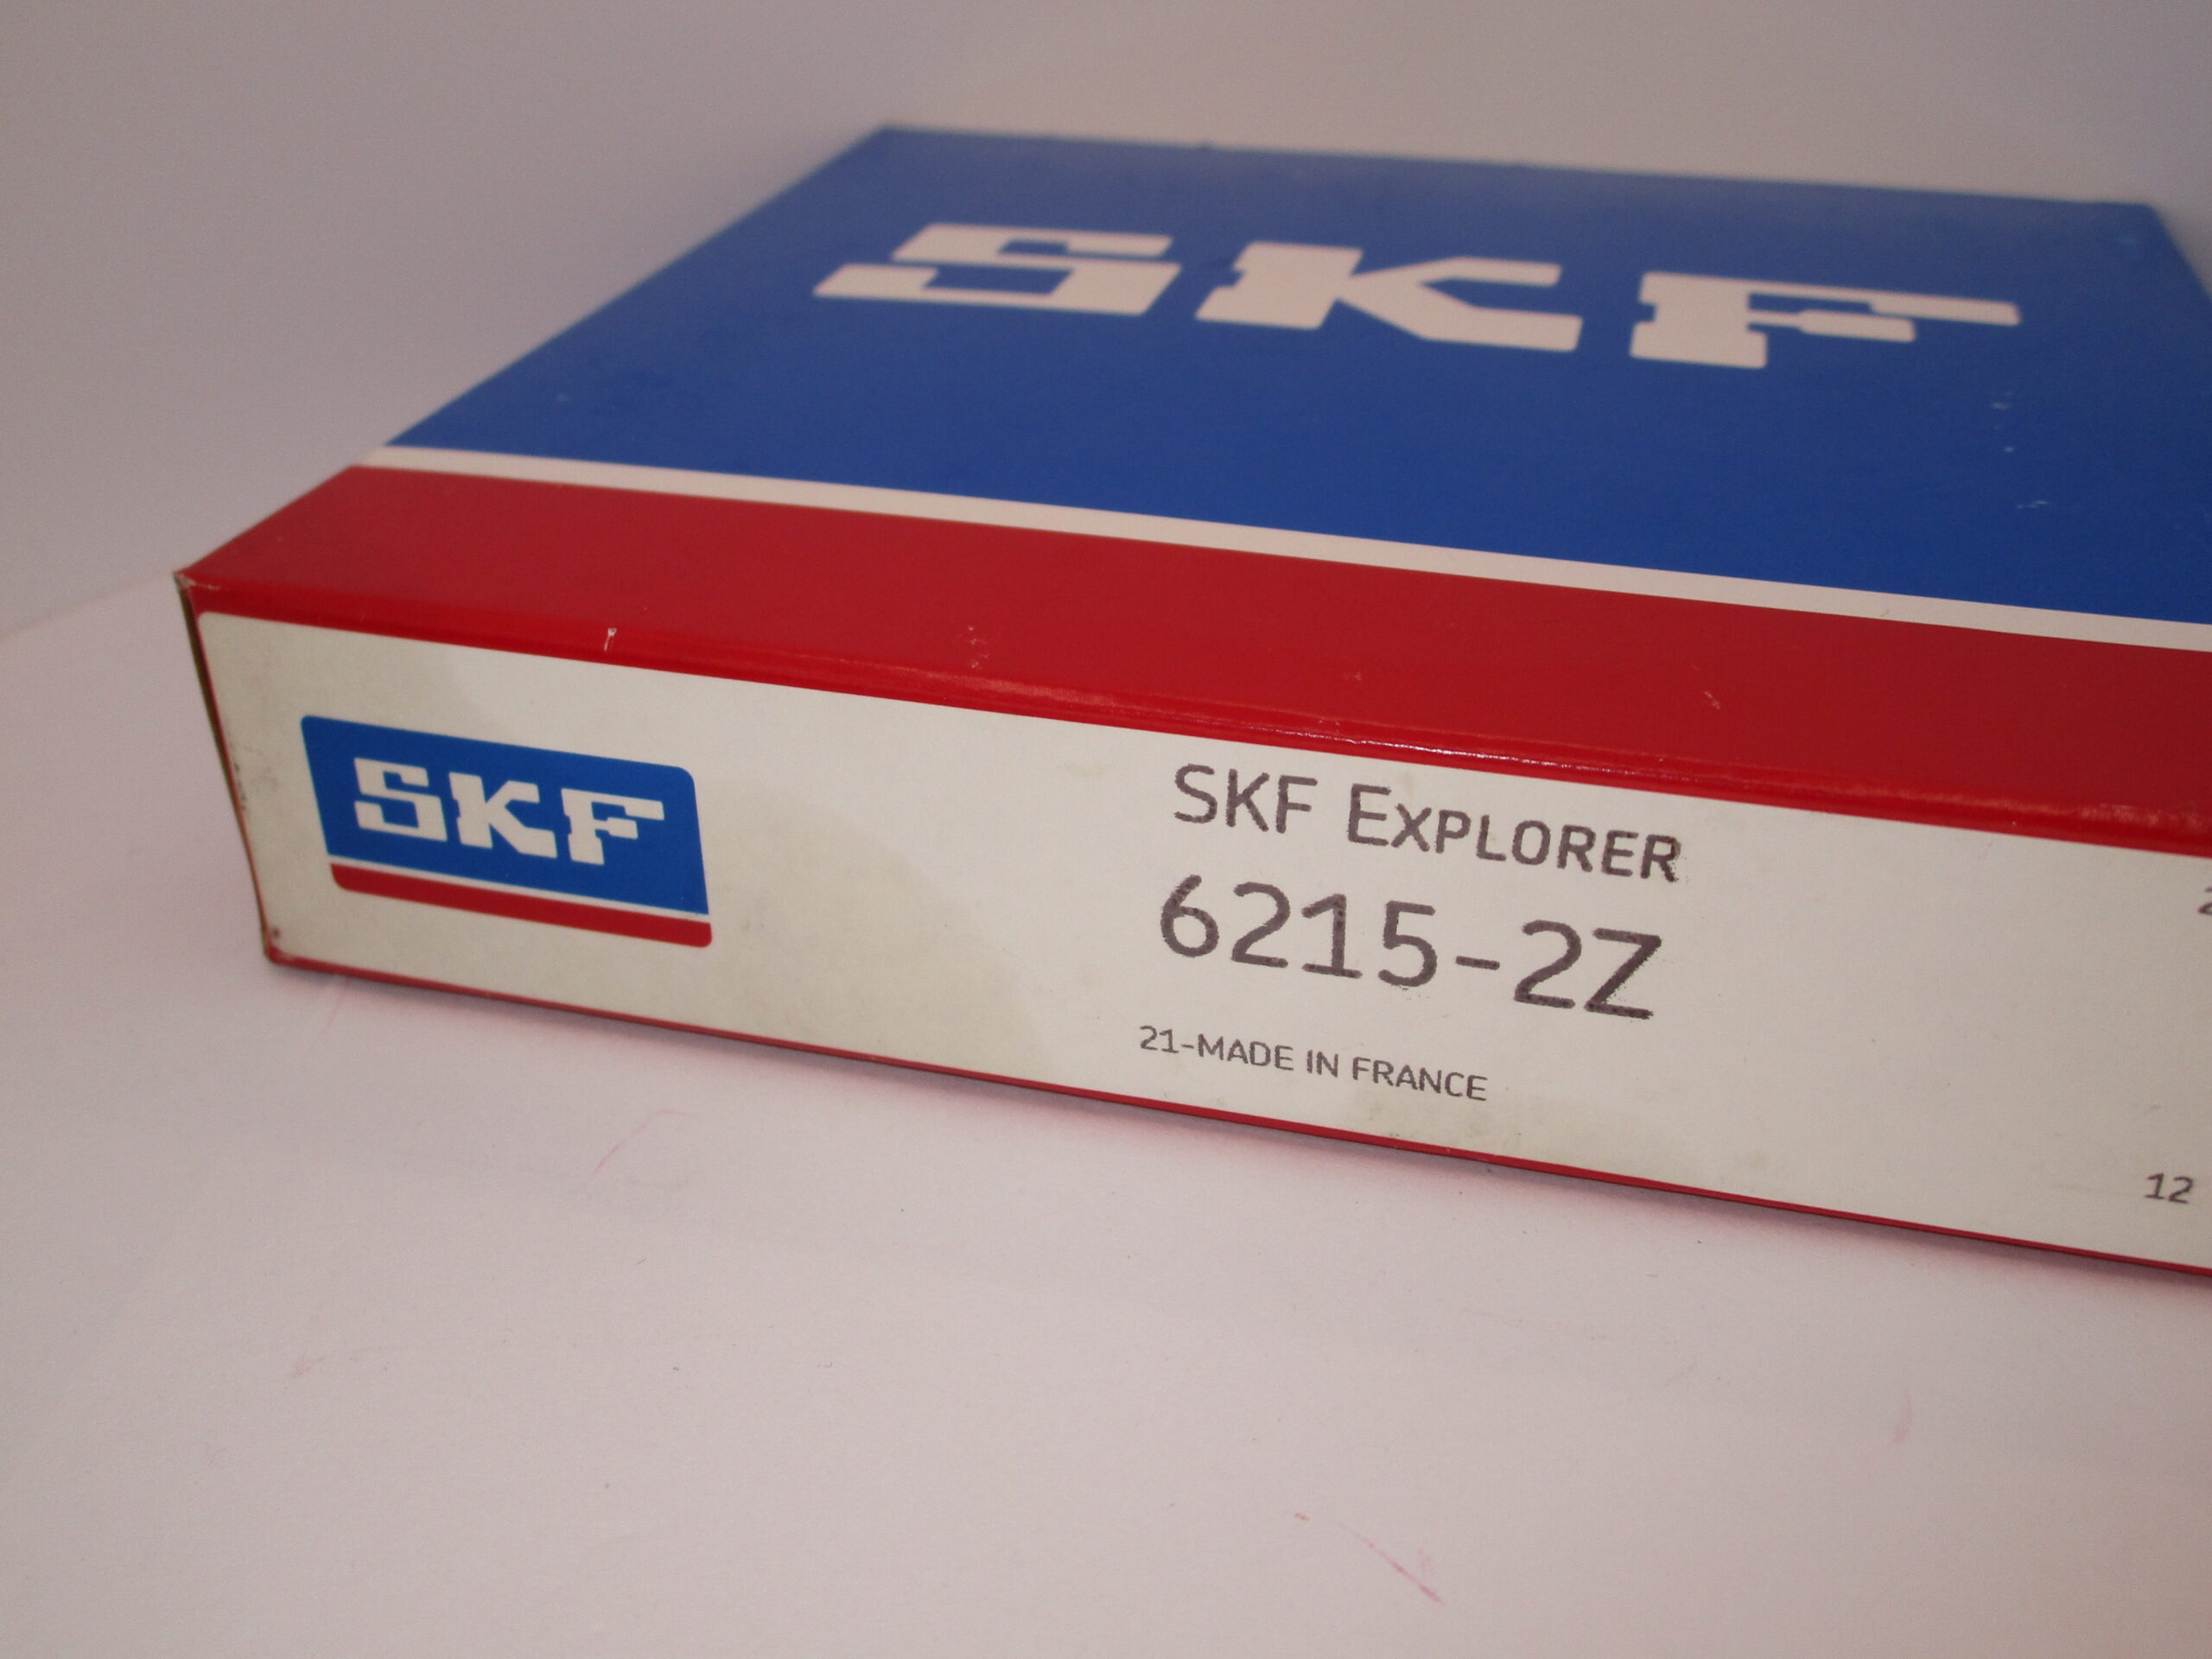 SKF
SKF
SKF EXPLORER
6215-2Z
21-MADE IN FRANCE
12